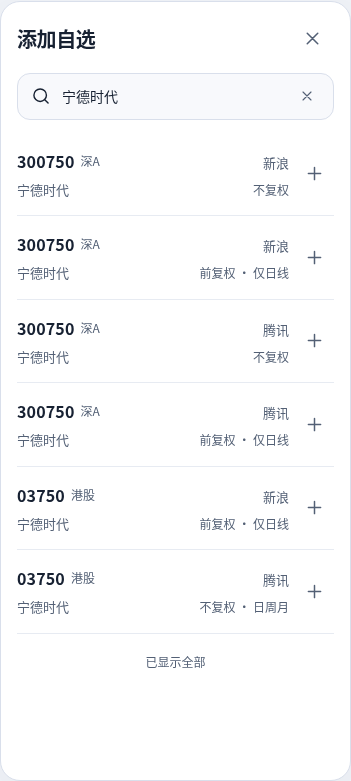 添加自选
宁德时代
300750 深A 新浪
宁德时代 不复权
300750 深A 新浪
宁德时代 前复权 · 仅日线
300750 深A 腾讯
宁德时代 不复权
300750 深A 腾讯
宁德时代 前复权 · 仅日线
03750 港股 新浪
宁德时代 前复权 · 仅日线
03750 港股 腾讯
宁德时代 不复权 · 日周月
已显示全部